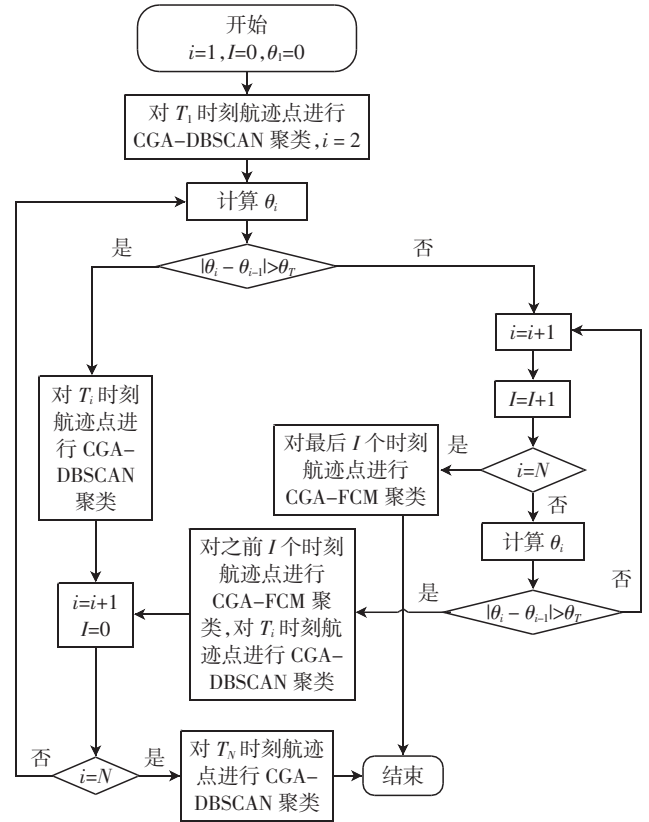 开始
i=1,I=0,θ₁=0
对 T₁ 时刻航迹点进行
CGA-DBSCAN 聚类,i=2
计算 θᵢ
是
否
|θᵢ-θᵢ₋₁|>θ_T
i=i+1
I=I+1
对 Tᵢ 时刻
航迹点进
行 CGA-
DBSCAN
聚类
对最后 I 个时刻
航迹点进行
CGA-FCM 聚类
是
i=N
否
计算 θᵢ
否
是
|θᵢ-θᵢ₋₁|>θ_T
对之前 I 个时刻
航迹点进行
CGA-FCM 聚
类,对 Tᵢ 时刻航
迹点进行 CGA-
DBSCAN 聚类
i=i+1
I=0
否
i=N
是
对 T_N 时刻航迹
点进行 CGA-
DBSCAN 聚类
结束